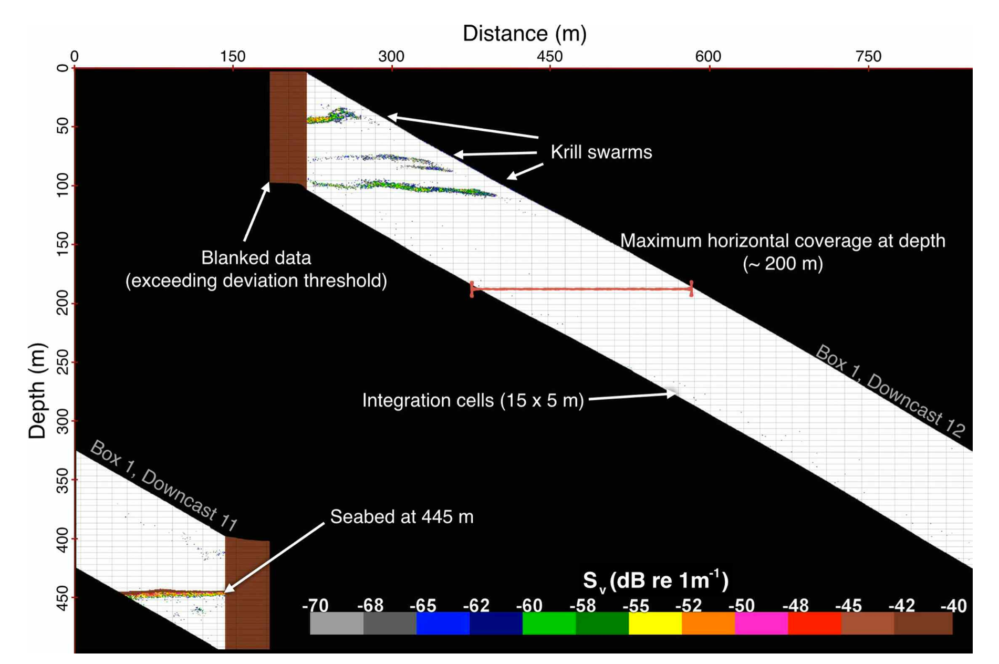 Distance (m)
0 150 300 450 600 750
0
50
100
150
200
250
300
350
400
450
Depth (m)
Krill swarms
Maximum horizontal coverage at depth
(~ 200 m)
Blanked data
(exceeding deviation threshold)
Box 1, Downcast 12
Integration cells (15 x 5 m)
Box 1, Downcast 11
Seabed at 445 m
Sv (dB re 1m-1)
-70 -68 -65 -62 -60 -58 -55 -52 -50 -48 -45 -42 -40